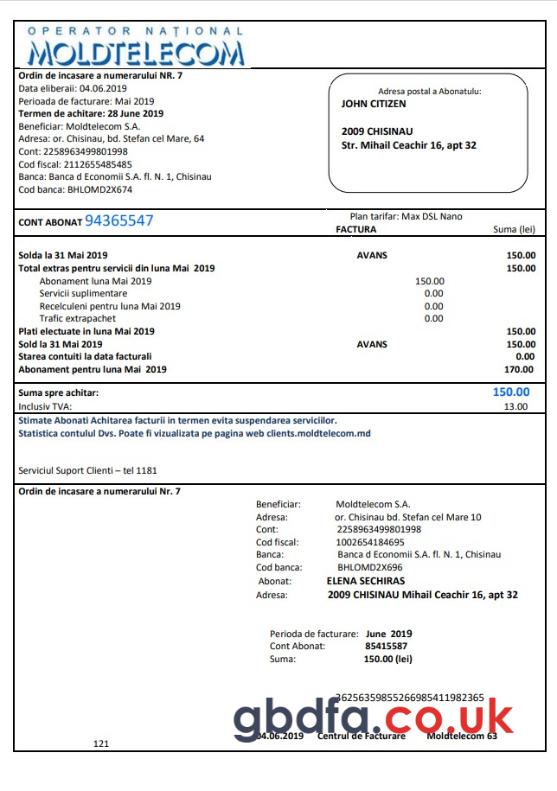 OPERATOR NAȚIONAL
MOLDTELECOM
Ordin de incasare a numerarului NR. 7
Data eliberaii: 04.06.2019
Perioada de facturare: Mai 2019
Termen de achitare: 28 June 2019
Beneficiar: Moldtelecom S.A.
Adresa: or. Chisinau, bd. Stefan cel Mare, 64
Cont: 2258963499801998
Cod fiscal: 2112655485485
Banca: Banca d Economii S.A. fl. N. 1, Chisinau
Cod banca: BHLOMD2X674
Adresa postal a Abonatulu:
JOHN CITIZEN
2009 CHISINAU
Str. Mihail Ceachir 16, apt 32
CONT ABONAT 94365547
Plan tarifar: Max DSL Nano
FACTURA Suma (lei)
Solda la 31 Mai 2019 AVANS 150.00
Total extras pentru servicii din luna Mai 2019 150.00
Abonament luna Mai 2019 150.00
Servicii suplimentare 0.00
Recelculeni pentru luna Mai 2019 0.00
Trafic extrapachet 0.00
Plati electuate in luna Mai 2019 150.00
Sold la 31 Mai 2019 AVANS 150.00
Starea contuiti la data facturali 0.00
Abonament pentru luna Mai 2019 170.00
Suma spre achitar: 150.00
Inclusiv TVA: 13.00
Stimate Abonati Achitarea facturii in termen evita suspendarea serviciilor.
Statistica contului Dvs. Poate fi vizualizata pe pagina web clients.moldtelecom.md
Serviciul Suport Clienti – tel 1181
Ordin de incasare a numerarului Nr. 7
Beneficiar: Moldtelecom S.A.
Adresa: or. Chisinau bd. Stefan cel Mare 10
Cont: 2258963499801998
Cod fiscal: 1002654184695
Banca: Banca d Economii S.A. fl. N. 1, Chisinau
Cod banca: BHLOMD2X696
Abonat: ELENA SECHIRAS
Adresa: 2009 CHISINAU Mihail Ceachir 16, apt 32
Perioda de facturare: June 2019
Cont Abonat: 85415587
Suma: 150.00 (lei)
36256359855266985411982365
gbdfa.co.uk
04.06.2019 Centrul de Facturare Moldtelecom 63
121